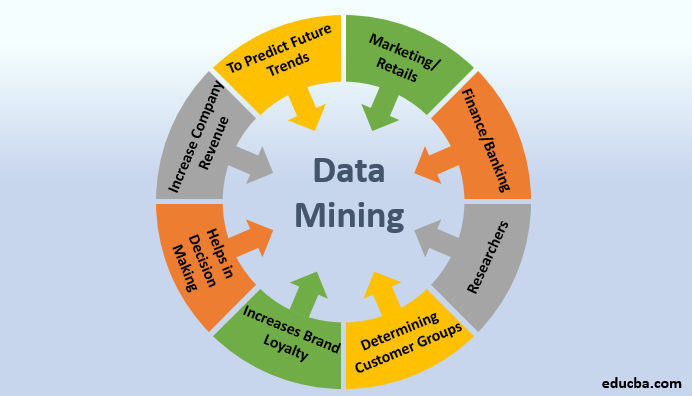 To Predict Future
Trends
Marketing/
Retails
Finance/Banking
Researchers
Determining
Customer Groups
Increases Brand
Loyalty
Helps in
Decision
Making
Increase Company
Revenue
Data
Mining
educba.com